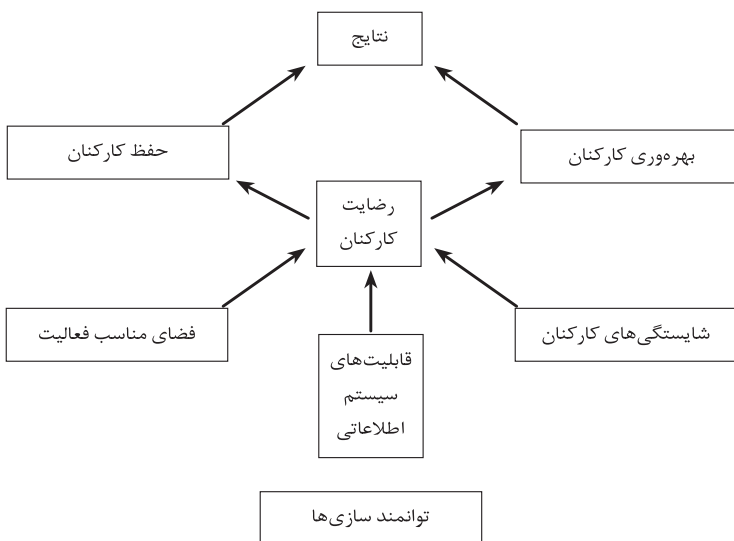 نتایج
بهره‌وری کارکنان
حفظ کارکنان
رضایت
کارکنان
شایستگی‌های کارکنان
فضای مناسب فعالیت
قابلیت‌های
سیستم
اطلاعاتی
توانمند سازی‌ها